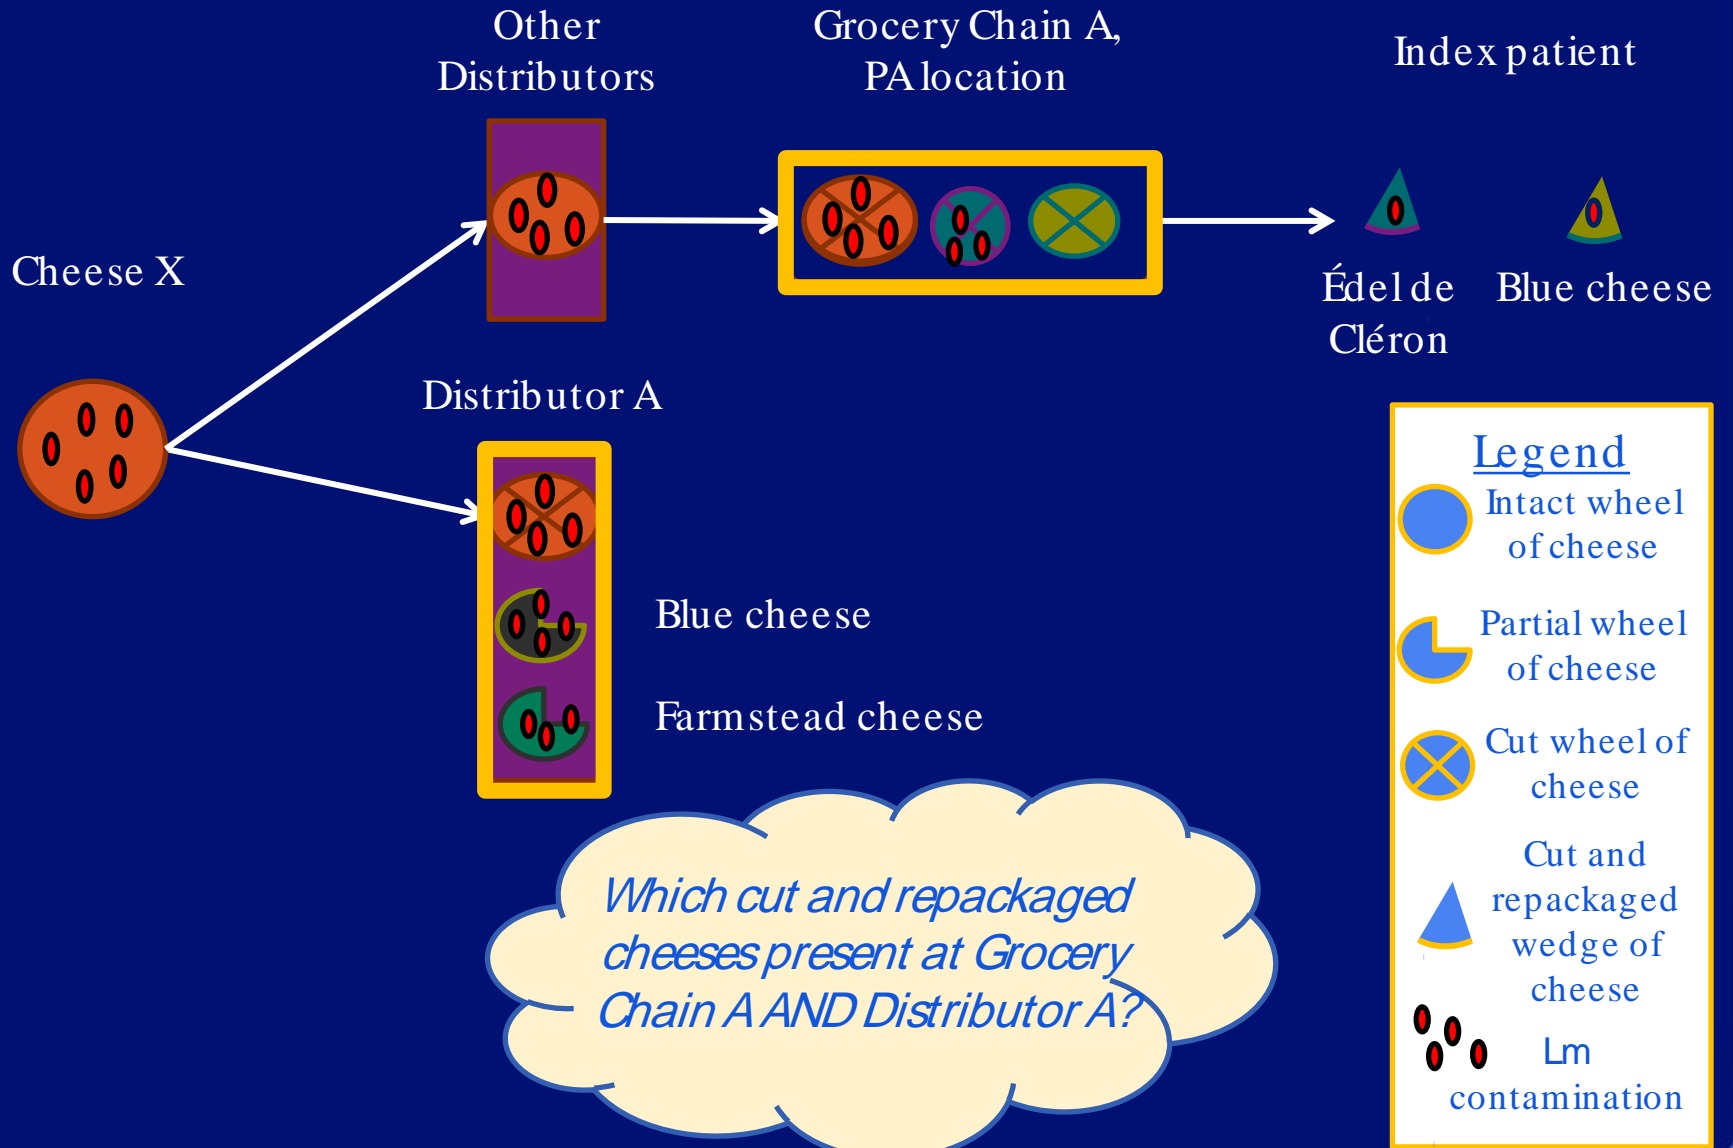 Other
Distributors
Grocery Chain A,
PA location
Index patient
Cheese X
Édel de
Cléron
Blue cheese
Distributor A
Blue cheese
Farmstead cheese
Which cut and repackaged
cheeses present at Grocery
Chain A AND Distributor A?
Legend
Intact wheel
of cheese
Partial wheel
of cheese
Cut wheel of
cheese
Cut and
repackaged
wedge of
cheese
Lm
contamination